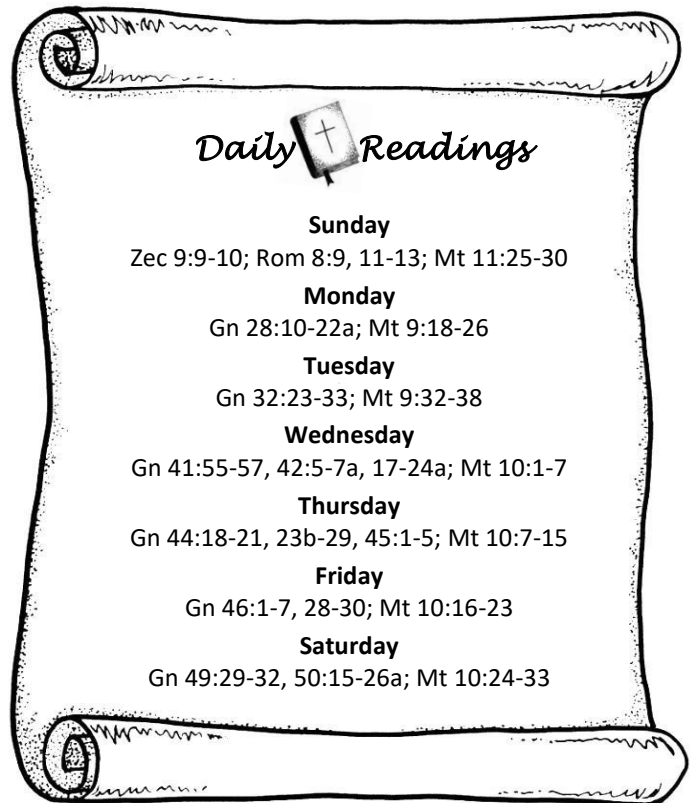 Daily Readings
Sunday
Zec 9:9-10; Rom 8:9, 11-13; Mt 11:25-30
Monday
Gn 28:10-22a; Mt 9:18-26
Tuesday
Gn 32:23-33; Mt 9:32-38
Wednesday
Gn 41:55-57, 42:5-7a, 17-24a; Mt 10:1-7
Thursday
Gn 44:18-21, 23b-29, 45:1-5; Mt 10:7-15
Friday
Gn 46:1-7, 28-30; Mt 10:16-23
Saturday
Gn 49:29-32, 50:15-26a; Mt 10:24-33